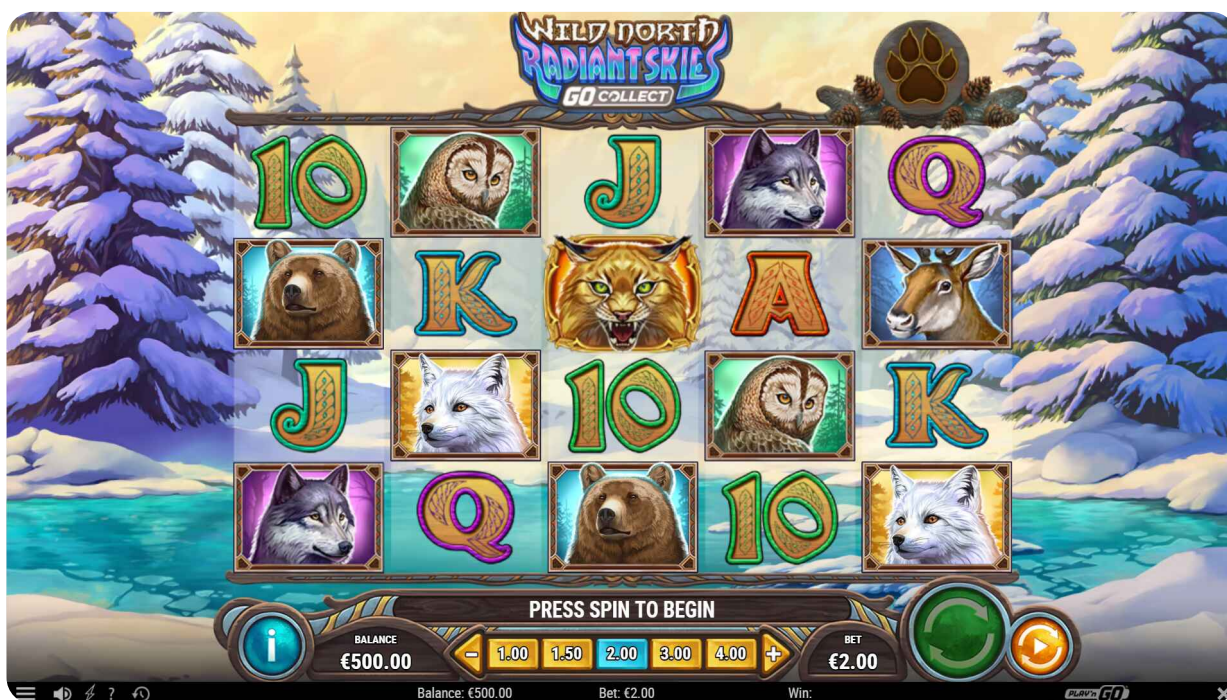 WILD NORTH
RADIANT SKIES
GO COLLECT
10 J Q
K A
J 10 K
Q 10
PRESS SPIN TO BEGIN
i
BALANCE
€500.00
- 1.00 1.50 2.00 3.00 4.00 +
BET
€2.00
?
Balance: €500.00 Bet: €2.00 Win:
PLAY'n GO